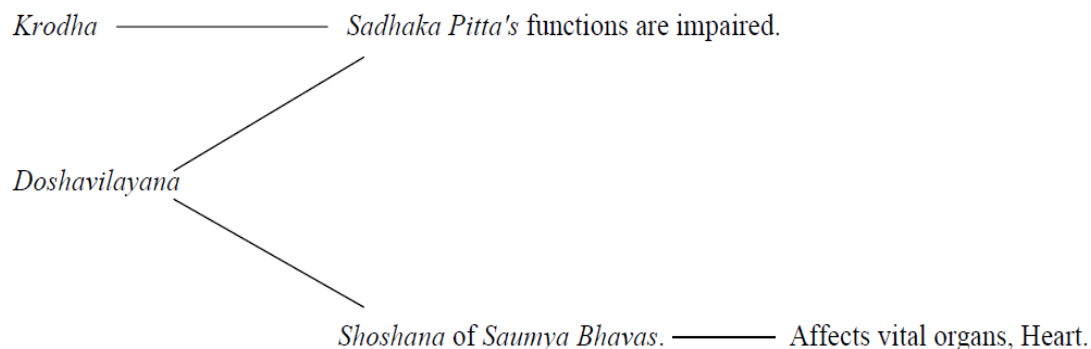 Krodha Sadhaka Pitta's functions are impaired.
Doshavilayana
Shoshana of Saumya Bhavas. Affects vital organs, Heart.